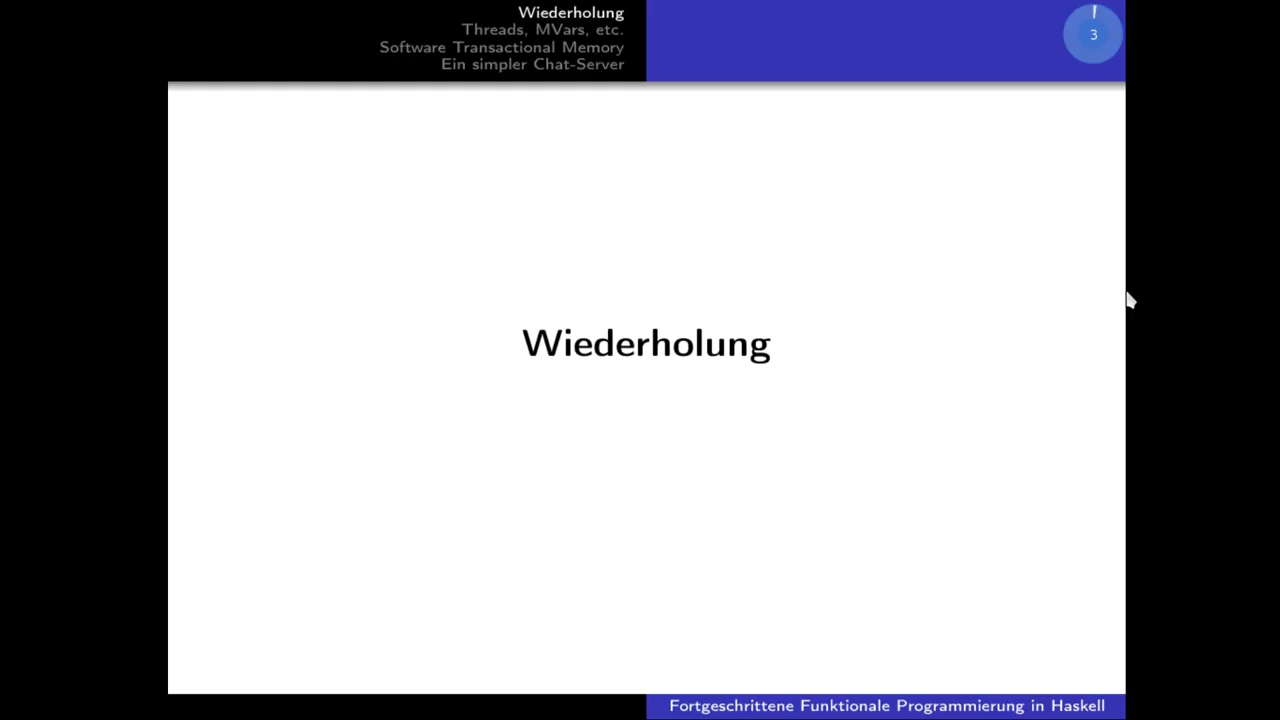 Wiederholung
Threads, MVars, etc.
Software Transactional Memory
Ein simpler Chat-Server
3
Wiederholung
Fortgeschrittene Funktionale Programmierung in Haskell